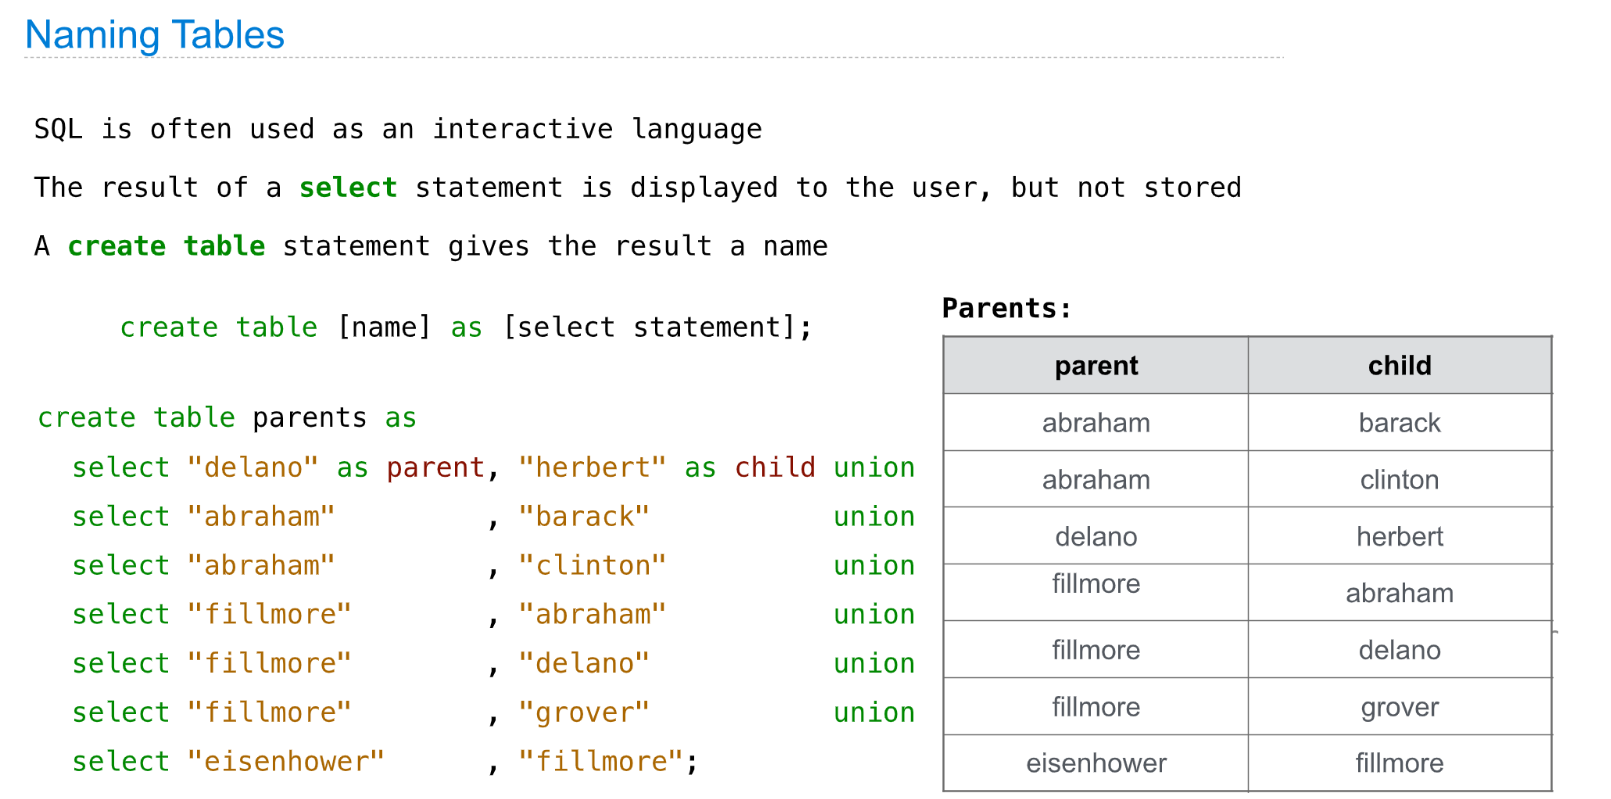 Naming Tables
SQL is often used as an interactive language
The result of a select statement is displayed to the user, but not stored
A create table statement gives the result a name
create table [name] as [select statement];
create table parents as
select "delano" as parent, "herbert" as child union
select "abraham" , "barack" union
select "abraham" , "clinton" union
select "fillmore" , "abraham" union
select "fillmore" , "delano" union
select "fillmore" , "grover" union
select "eisenhower" , "fillmore";
Parents:
parent child
abraham barack
abraham clinton
delano herbert
fillmore abraham
fillmore delano
fillmore grover
eisenhower fillmore